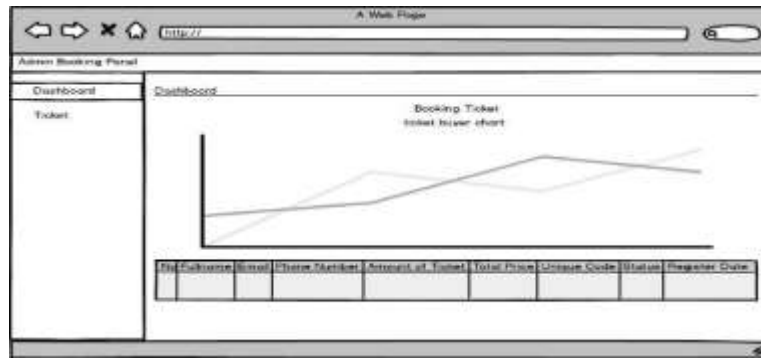 A Web Page
http://
Admin Booking Portal
Dashboard
Ticket
Dashboard
Booking Ticket
ticket buyer chart
No Fullname Email Phone Number Amount of Ticket Total Price Unique Code Status Register Date